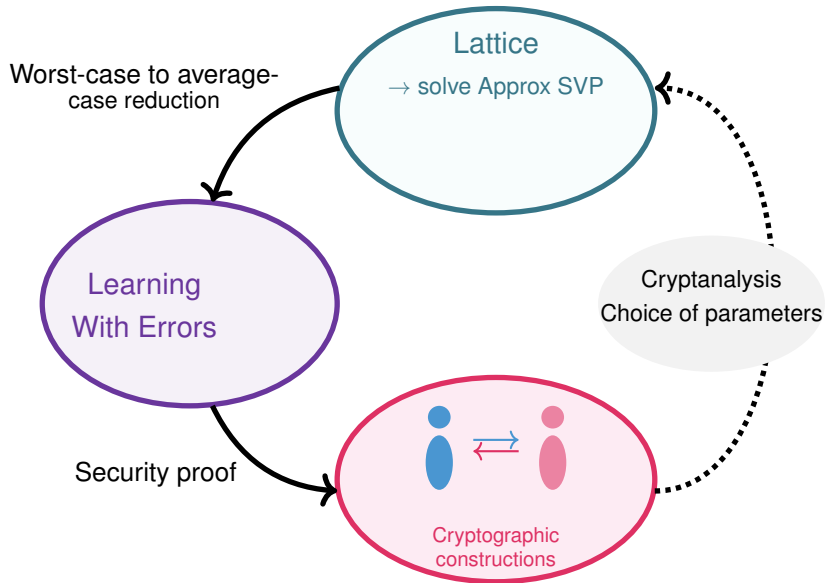 Lattice
→ solve Approx SVP
Worst-case to average-
case reduction
Learning
With Errors
Cryptanalysis
Choice of parameters
Security proof
Cryptographic
constructions